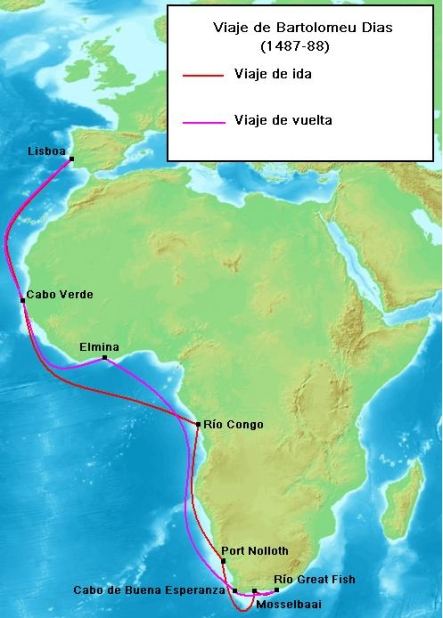 Viaje de Bartolomeu Dias
(1487-88)
Viaje de ida
Viaje de vuelta
Lisboa
Cabo Verde
Elmina
Río Congo
Port Nolloth
Río Great Fish
Cabo de Buena Esperanza
Mosselbaai